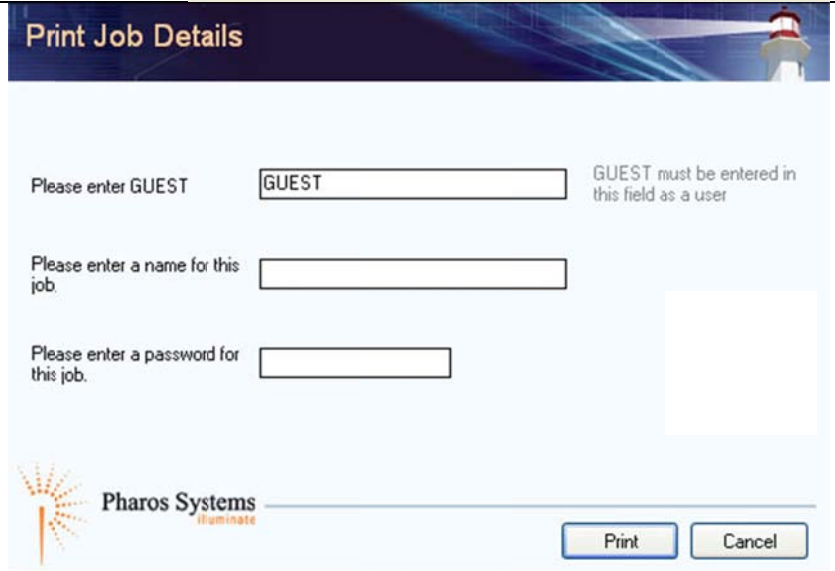 Print Job Details
Please enter GUEST
GUEST
GUEST must be entered in
this field as a user
Please enter a name for this
job.
Please enter a password for
this job.
Pharos Systems
illuminate
Print
Cancel